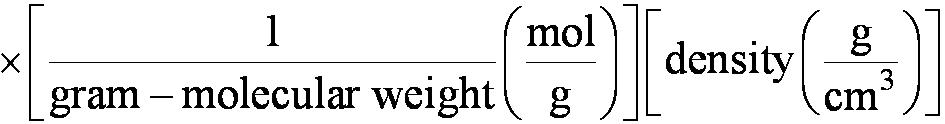 × [ 1 / gram – molecular weight ( mol / g ) ] [ density ( g / cm³ ) ]